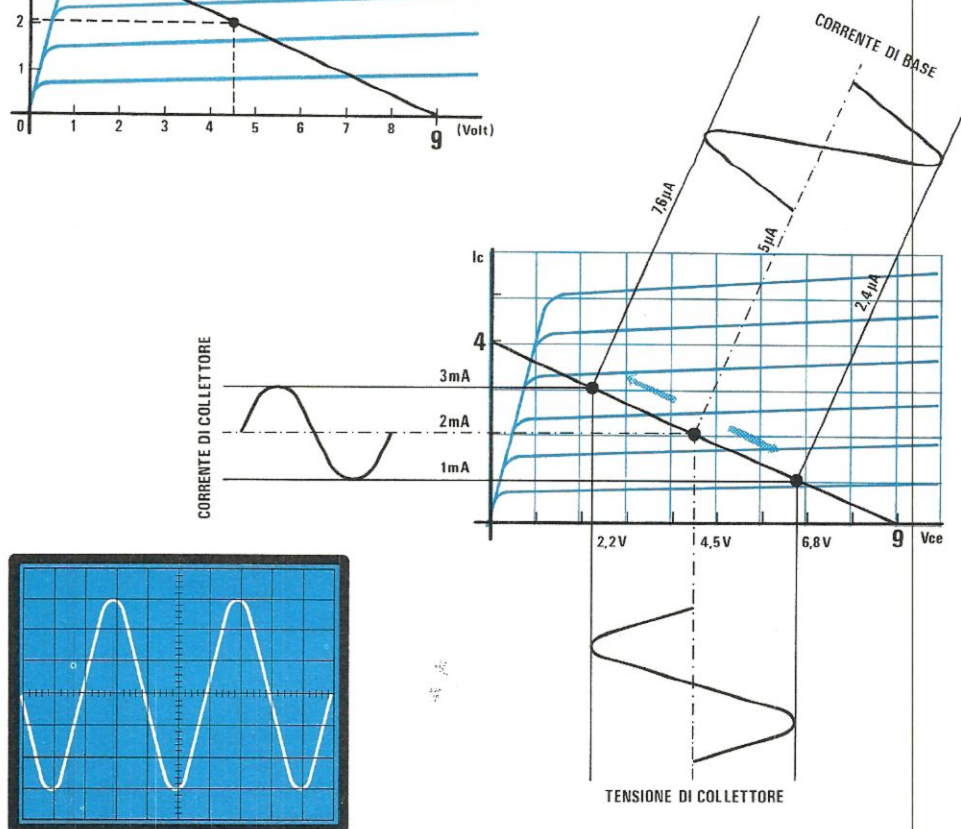 2
1
0 1 2 3 4 5 6 7 8 9 (Volt)
CORRENTE DI BASE
7,6µA
5µA
2,4µA
Ic
4
3mA
2mA
1mA
CORRENTE DI COLLETTORE
2,2V 4,5V 6,8V 9 Vce
TENSIONE DI COLLETTORE